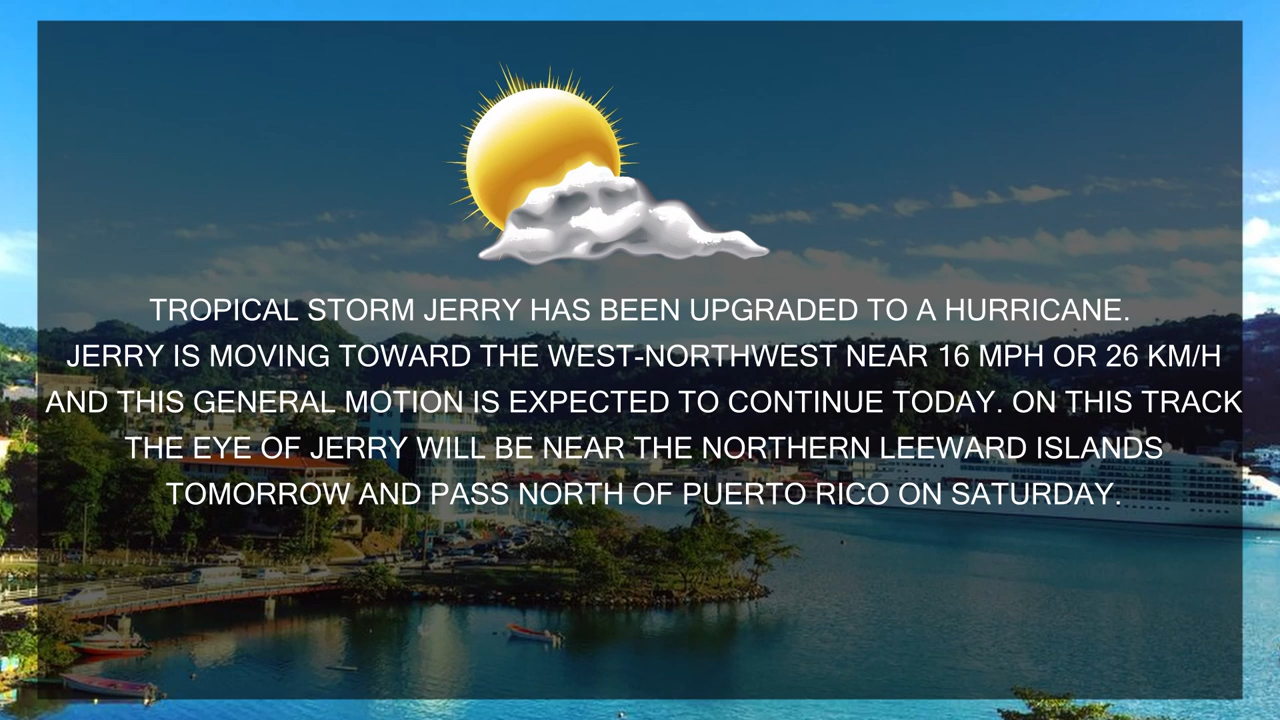 TROPICAL STORM JERRY HAS BEEN UPGRADED TO A HURRICANE.
JERRY IS MOVING TOWARD THE WEST-NORTHWEST NEAR 16 MPH OR 26 KM/H
AND THIS GENERAL MOTION IS EXPECTED TO CONTINUE TODAY. ON THIS TRACK
THE EYE OF JERRY WILL BE NEAR THE NORTHERN LEEWARD ISLANDS
TOMORROW AND PASS NORTH OF PUERTO RICO ON SATURDAY.